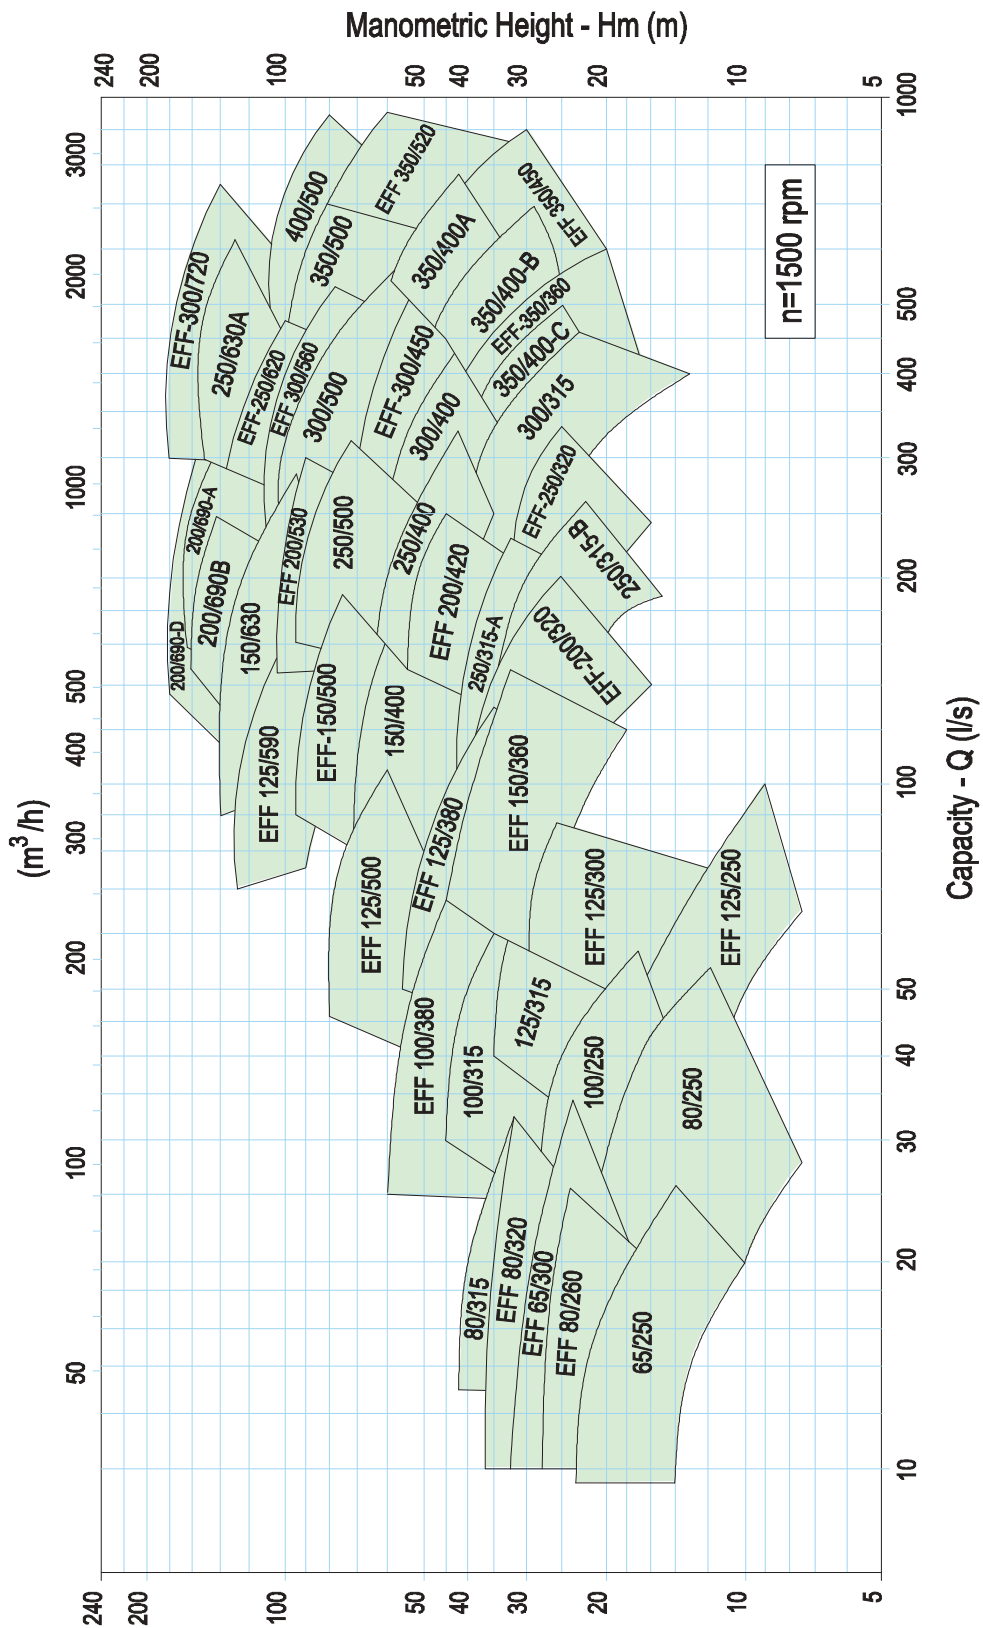 Manometric Height - Hm (m)
240
200
100
50
40
30
20
10
5
(m³/h)
3000
2000
1000
500
400
300
200
100
50
Capacity - Q (l/s)
1000
500
400
300
200
100
50
40
30
20
10
n=1500 rpm
400/500
EFF 350/520
EFF-300/720
350/500
EFF 350/450
350/400A
250/630A
350/400-B
EFF-350/360
EFF-250/620
EFF 300/560
350/400-C
EFF-300/450
300/500
300/400
300/315
200/690-A
EFF-250/320
EFF 200/530
250/500
250/400
250/315-B
200/690B
EFF 200/420
150/630
200/690-D
250/315-A
EFF-200/320
EFF-150/500
150/400
EFF 125/590
EFF 150/360
EFF 125/380
EFF 125/500
EFF 125/300
EFF 125/250
125/315
EFF 100/380
100/315
100/250
80/250
EFF 80/320
80/315
EFF 65/300
EFF 80/260
65/250
240
200
100
50
40
30
20
10
5